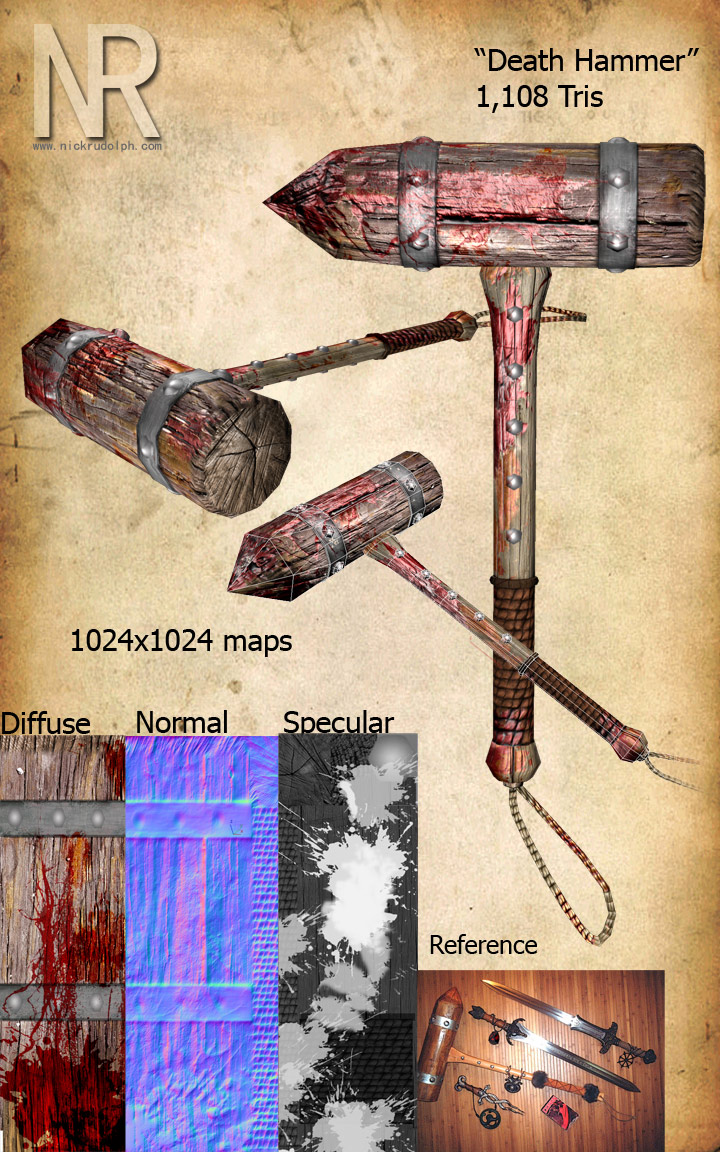 NR
www.nickrudolph.com
“Death Hammer”
1,108 Tris
1024x1024 maps
Diffuse
Normal
Specular
Reference